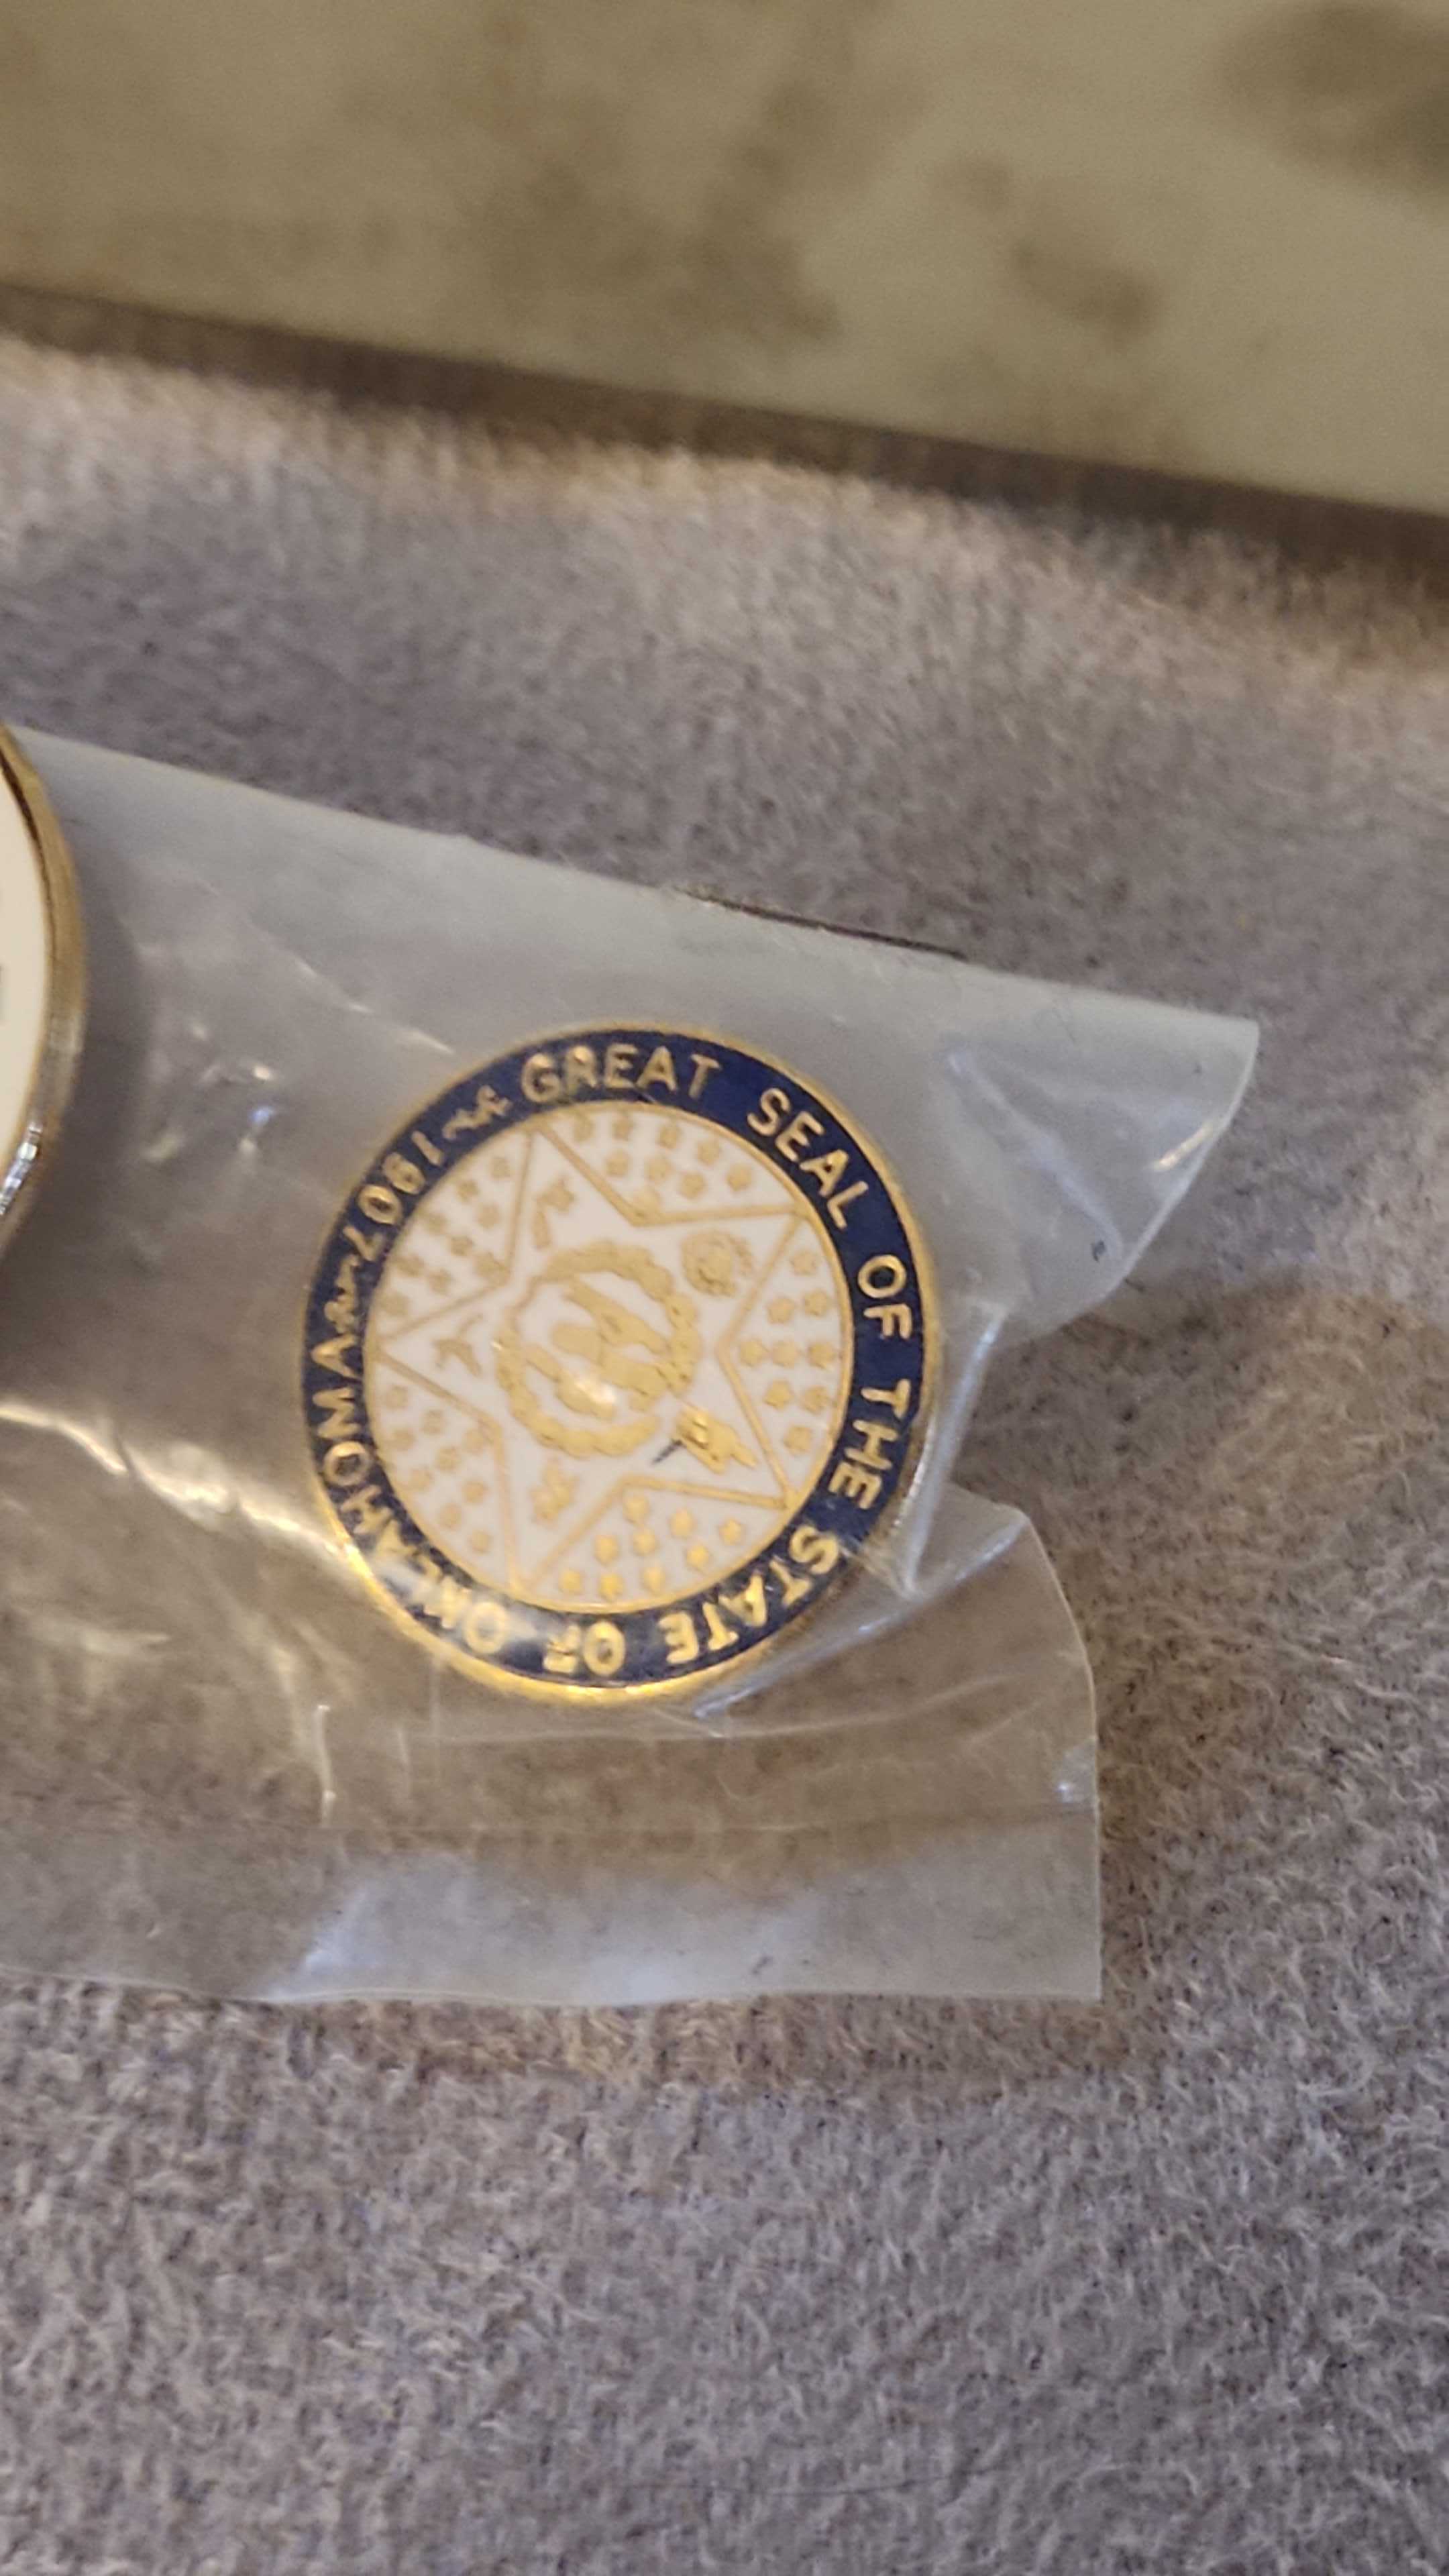 GREAT SEAL OF THE STATE OF OKLAHOMA 1907